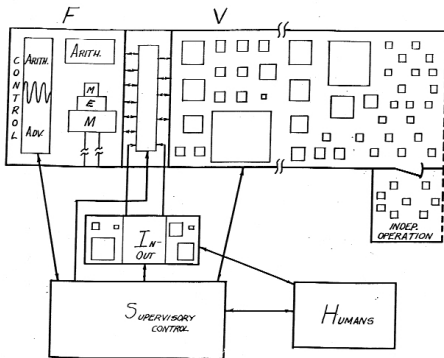 F V
CONTROL
ARITH.
ADV.
ARITH.
M
E
M
IN-
OUT
INDEP.
OPERATION
SUPERVISORY
CONTROL
HUMANS